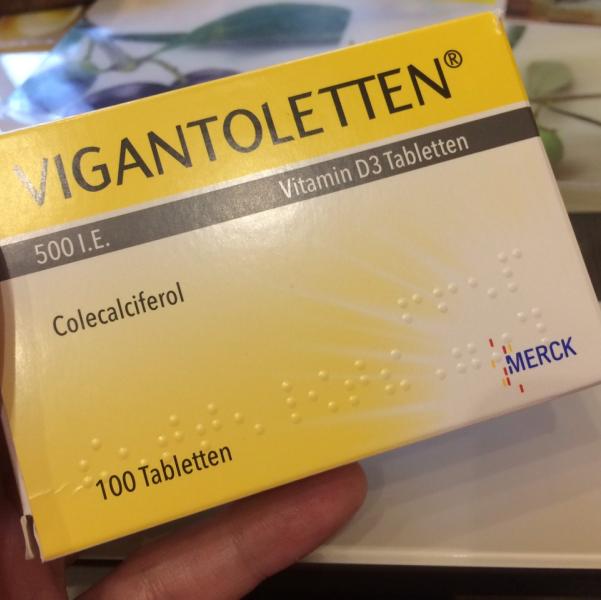 VIGANTOLETTEN®
500 I.E.
Vitamin D3 Tabletten
Colecalciferol
MERCK
100 Tabletten